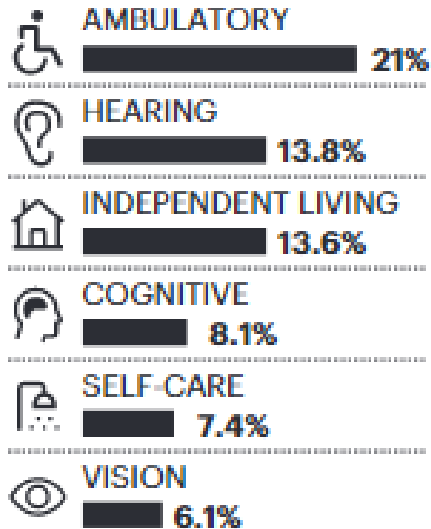 AMBULATORY
21%
HEARING
13.8%
INDEPENDENT LIVING
13.6%
COGNITIVE
8.1%
SELF-CARE
7.4%
VISION
6.1%